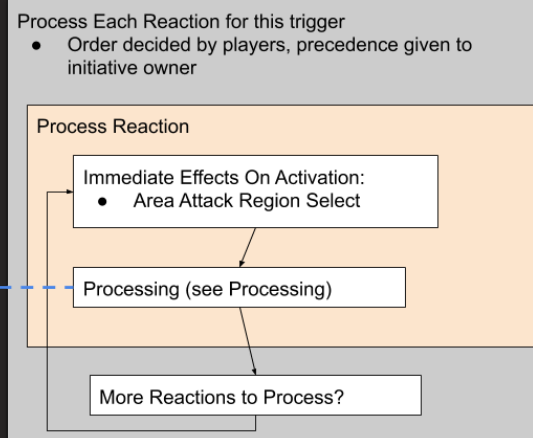 Process Each Reaction for this trigger
● Order decided by players, precedence given to
initiative owner
Process Reaction
Immediate Effects On Activation:
● Area Attack Region Select
Processing (see Processing)
More Reactions to Process?